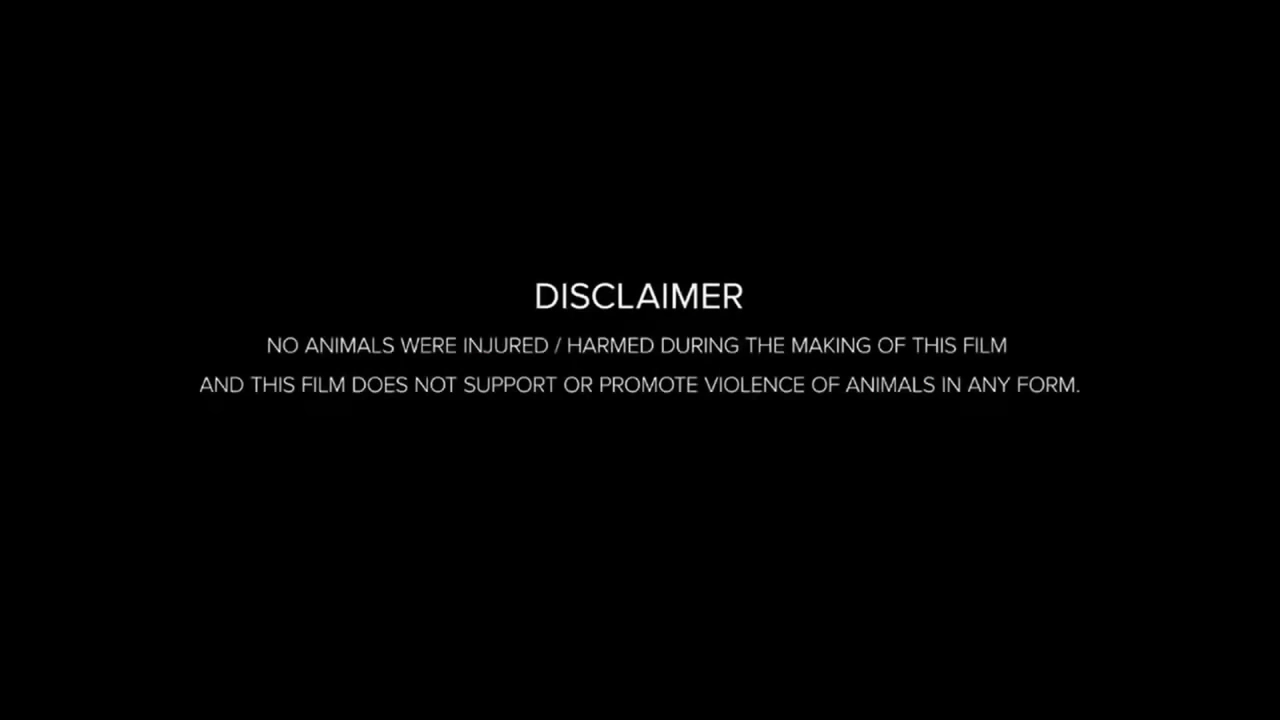 DISCLAIMER
NO ANIMALS WERE INJURED / HARMED DURING THE MAKING OF THIS FILM
AND THIS FILM DOES NOT SUPPORT OR PROMOTE VIOLENCE OF ANIMALS IN ANY FORM.